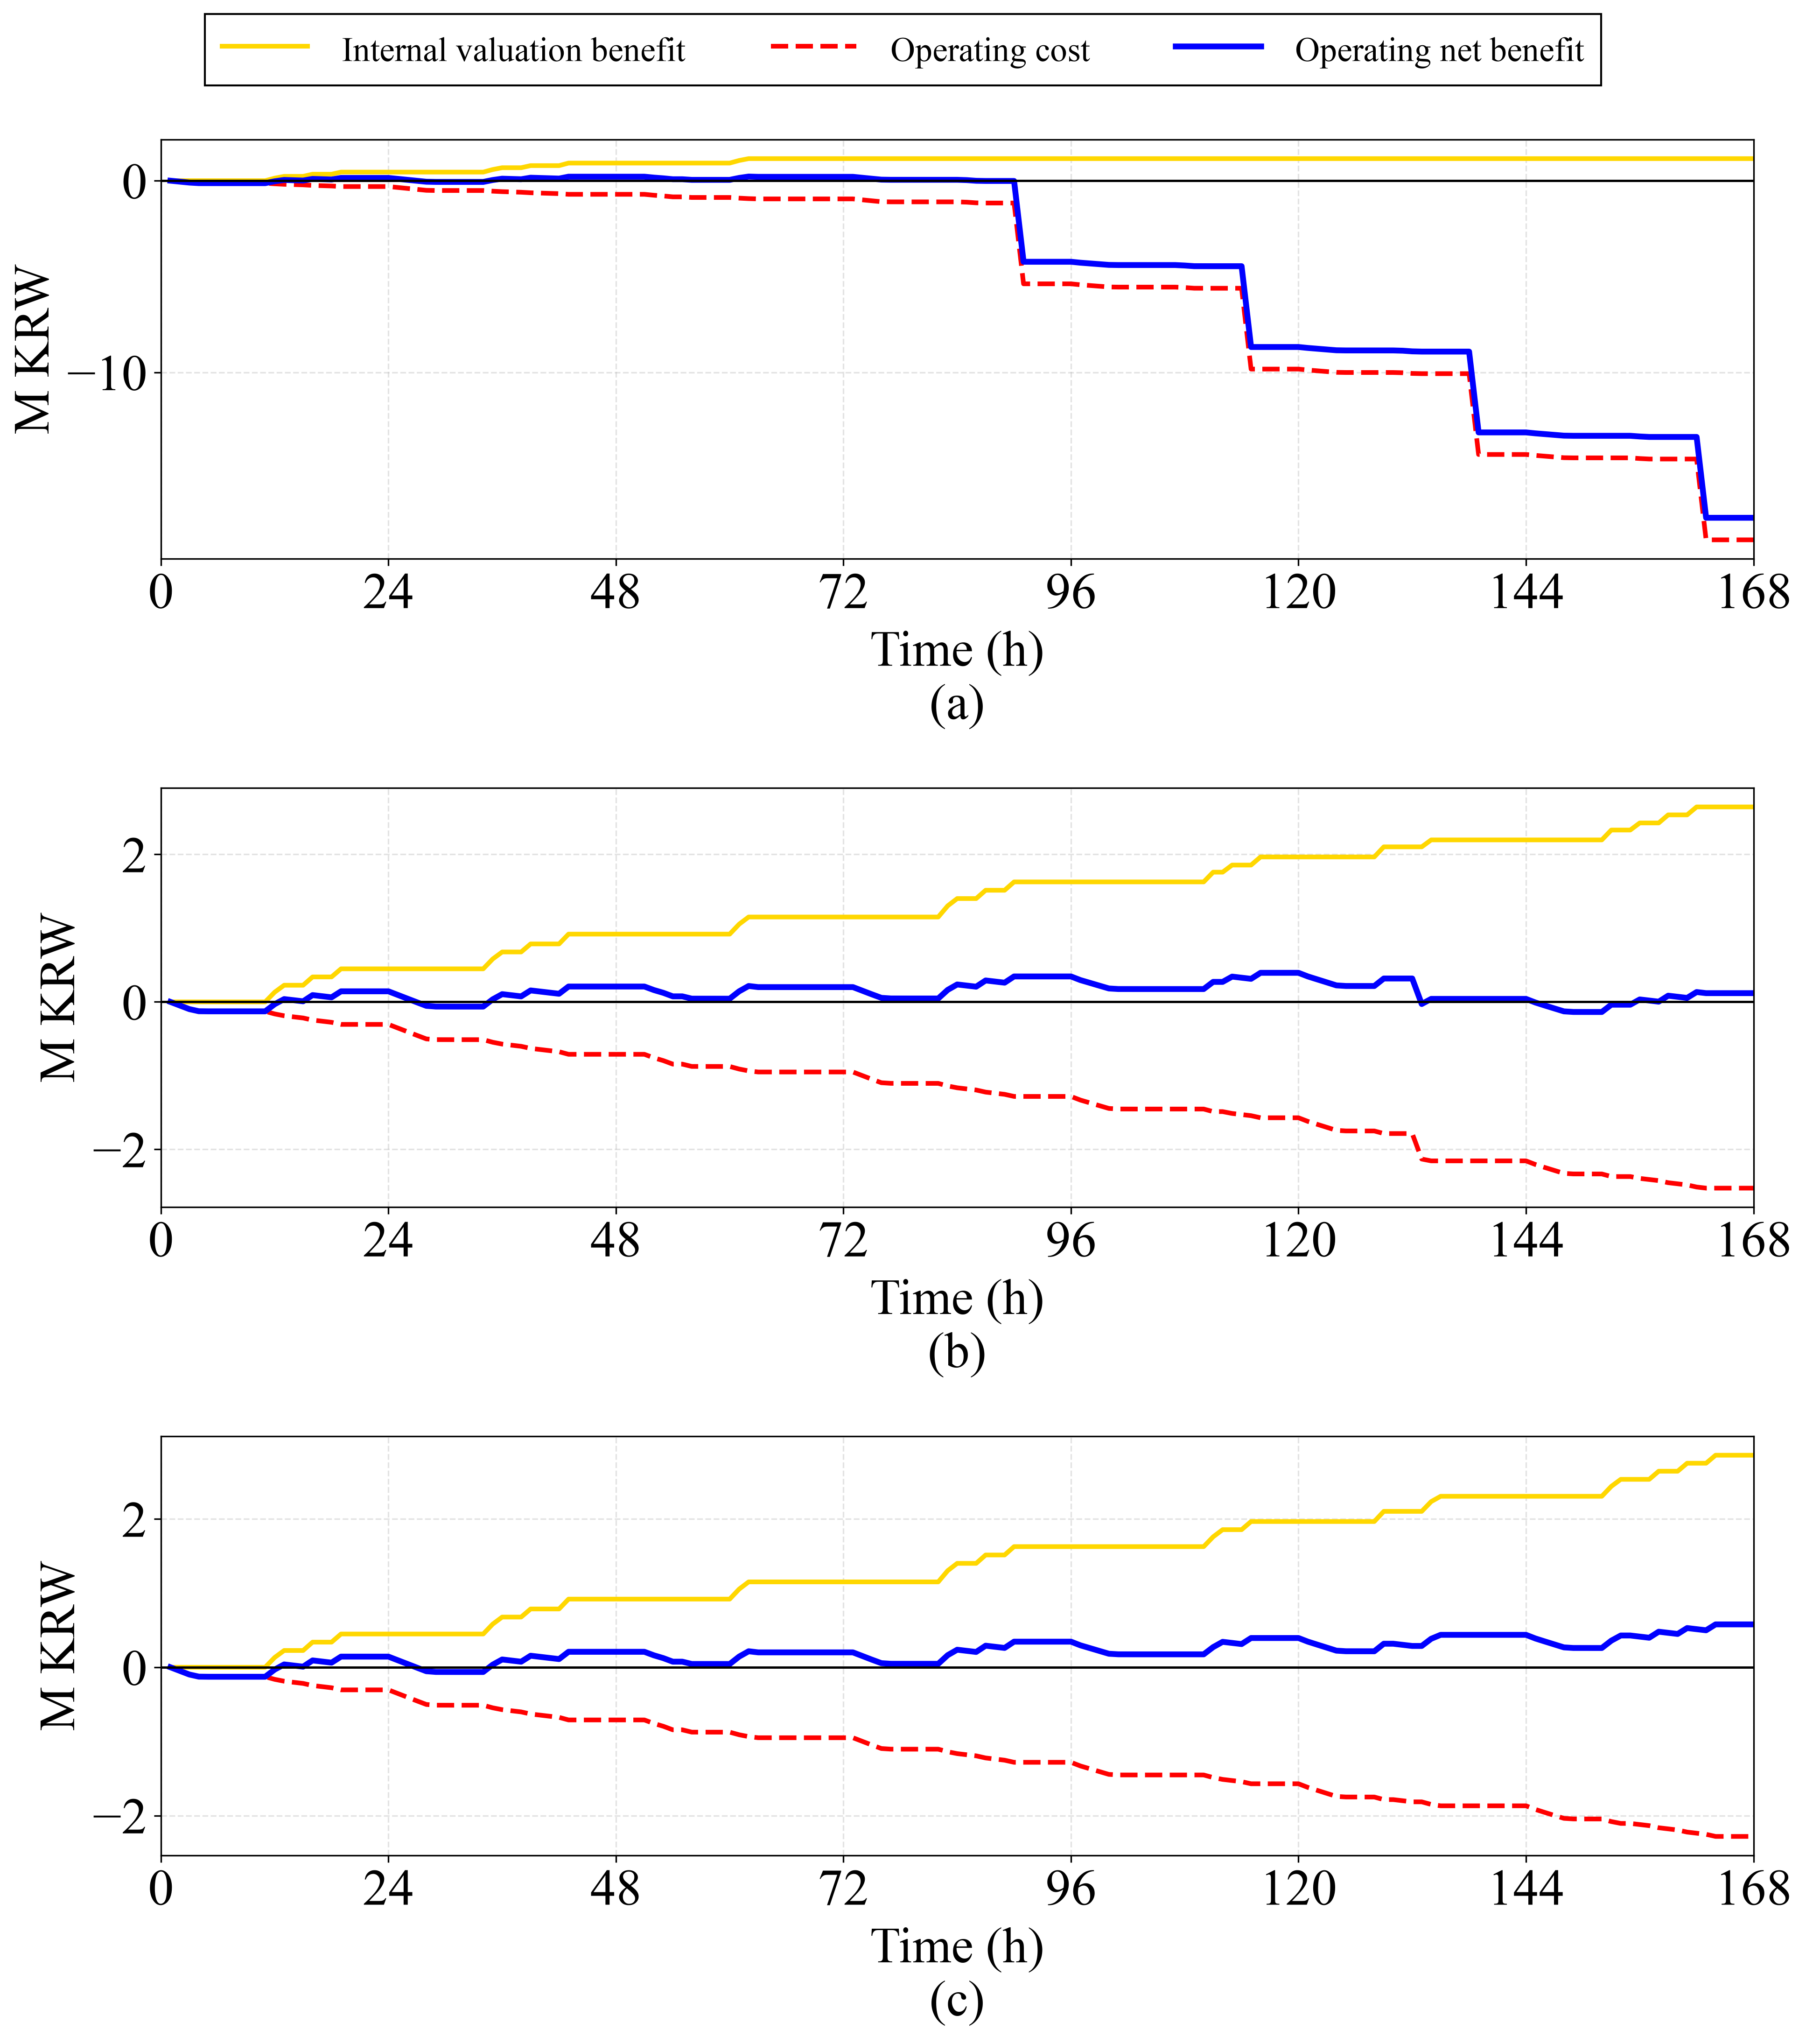 Internal valuation benefit Operating cost Operating net benefit
0
−10
M KRW
0 24 48 72 96 120 144 168
Time (h)
(a)
2
0
−2
M KRW
0 24 48 72 96 120 144 168
Time (h)
(b)
2
0
−2
M KRW
0 24 48 72 96 120 144 168
Time (h)
(c)